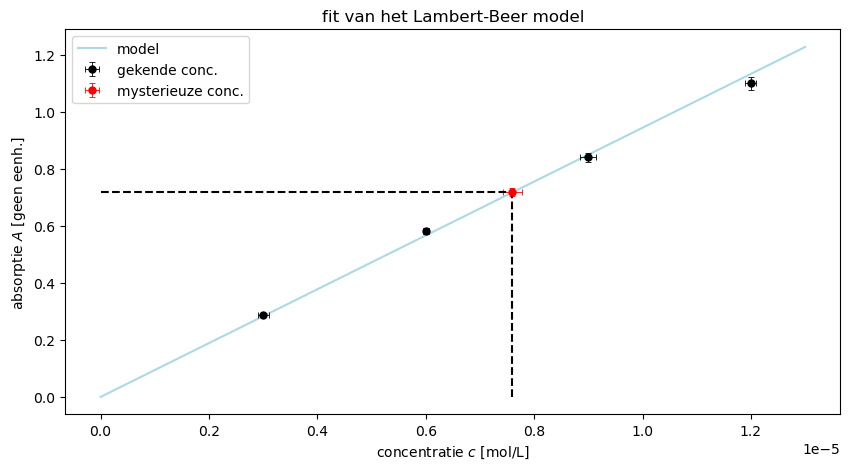 fit van het Lambert-Beer model
model
gekende conc.
mysterieuze conc.
absorptie A [geen eenh.]
1.2
1.0
0.8
0.6
0.4
0.2
0.0
0.0 0.2 0.4 0.6 0.8 1.0 1.2
1e−5
concentratie c [mol/L]